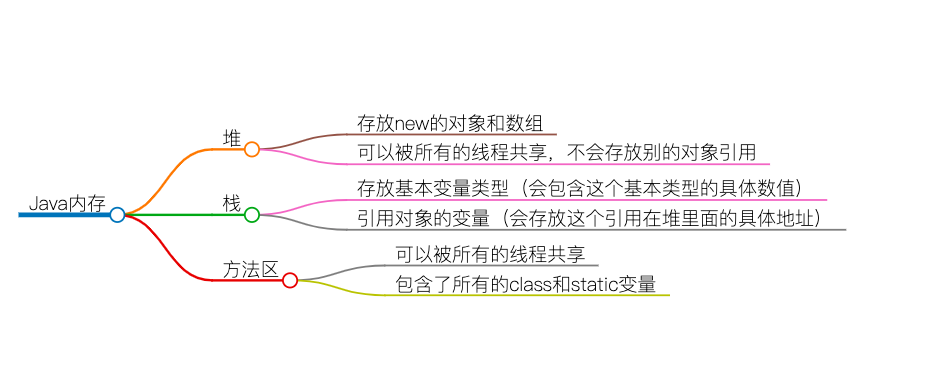 Java内存
堆
存放new的对象和数组
可以被所有的线程共享，不会存放别的对象引用
栈
存放基本变量类型（会包含这个基本类型的具体数值）
引用对象的变量（会存放这个引用在堆里面的具体地址）
方法区
可以被所有的线程共享
包含了所有的class和static变量